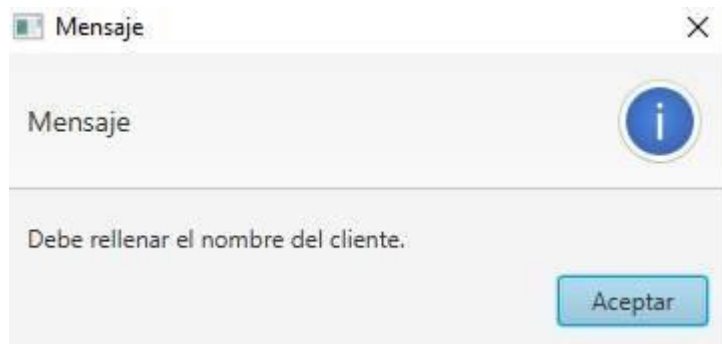 Mensaje
Mensaje
i
Debe rellenar el nombre del cliente.
Aceptar